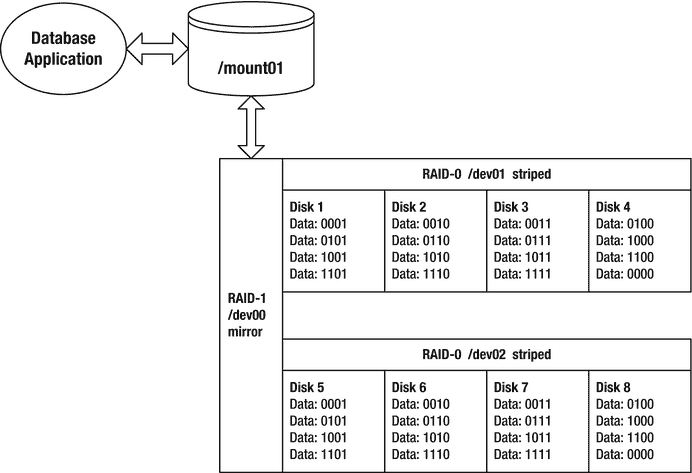 Database
Application
/mount01
RAID-1
/dev00
mirror
RAID-0 /dev01 striped
Disk 1
Data: 0001
Data: 0101
Data: 1001
Data: 1101
Disk 2
Data: 0010
Data: 0110
Data: 1010
Data: 1110
Disk 3
Data: 0011
Data: 0111
Data: 1011
Data: 1111
Disk 4
Data: 0100
Data: 1000
Data: 1100
Data: 0000
RAID-0 /dev02 striped
Disk 5
Data: 0001
Data: 0101
Data: 1001
Data: 1101
Disk 6
Data: 0010
Data: 0110
Data: 1010
Data: 1110
Disk 7
Data: 0011
Data: 0111
Data: 1011
Data: 1111
Disk 8
Data: 0100
Data: 1000
Data: 1100
Data: 0000